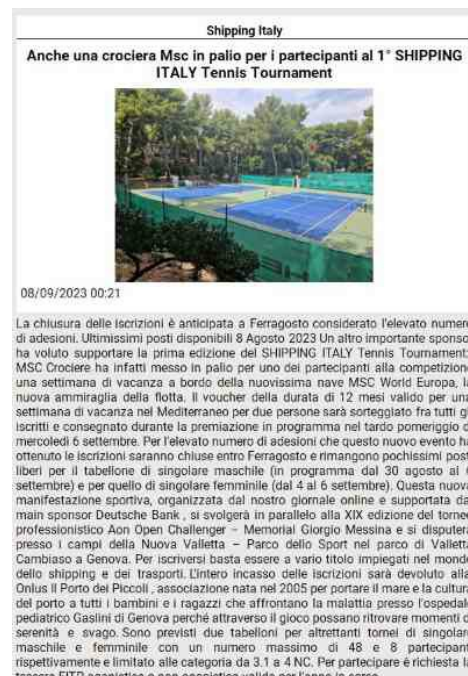 Shipping Italy
Anche una crociera Msc in palio per i partecipanti al 1° SHIPPING
ITALY Tennis Tournament
08/09/2023 00:21
La chiusura delle iscrizioni è anticipata a Ferragosto considerato l'elevato numero
di adesioni. Ultimissimi posti disponibili 8 Agosto 2023 Un altro importante sponsor
ha voluto supportare la prima edizione del SHIPPING ITALY Tennis Tournament:
MSC Crociere ha infatti messo in palio per uno dei partecipanti alla competizione
una settimana di vacanza a bordo della nuovissima nave MSC World Europa, la
nuova ammiraglia della flotta. Il voucher della durata di 12 mesi valido per una
settimana di vacanza nel Mediterraneo per due persone sarà sorteggiato fra tutti gli
iscritti e consegnato durante la premiazione in programma nel tardo pomeriggio di
mercoledì 6 settembre. Per l'elevato numero di adesioni che questo nuovo evento ha
ottenuto le iscrizioni saranno chiuse entro Ferragosto e rimangono pochissimi posti
liberi per il tabellone di singolare maschile (in programma dal 30 agosto al 6
settembre) e per quello di singolare femminile (dal 4 al 6 settembre). Questa nuova
manifestazione sportiva, organizzata dal nostro giornale online e supportata dal
main sponsor Deutsche Bank , si svolgerà in parallelo alla XIX edizione del torneo
professionistico Aon Open Challenger – Memorial Giorgio Messina e si disputerà
presso i campi della Nuova Valletta – Parco dello Sport nel parco di Valletta
Cambiaso a Genova. Per iscriversi basta essere a vario titolo impiegati nel mondo
dello shipping e dei trasporti. L'intero incasso delle iscrizioni sarà devoluto alla
Onlus Il Porto dei Piccoli , associazione nata nel 2005 per portare il mare e la cultura
del porto a tutti i bambini e i ragazzi che affrontano la malattia presso l'ospedale
pediatrico Gaslini di Genova perché attraverso il gioco possano ritrovare momenti di
serenità e svago. Sono previsti due tabelloni per altrettanti tornei di singolare
maschile e femminile con un numero massimo di 48 e 8 partecipanti
rispettivamente e limitato alle categoria da 3.1 a 4 NC. Per partecipare è richiesta la
tessera FITP agonistica o non agonistica valida per l'anno in corso.